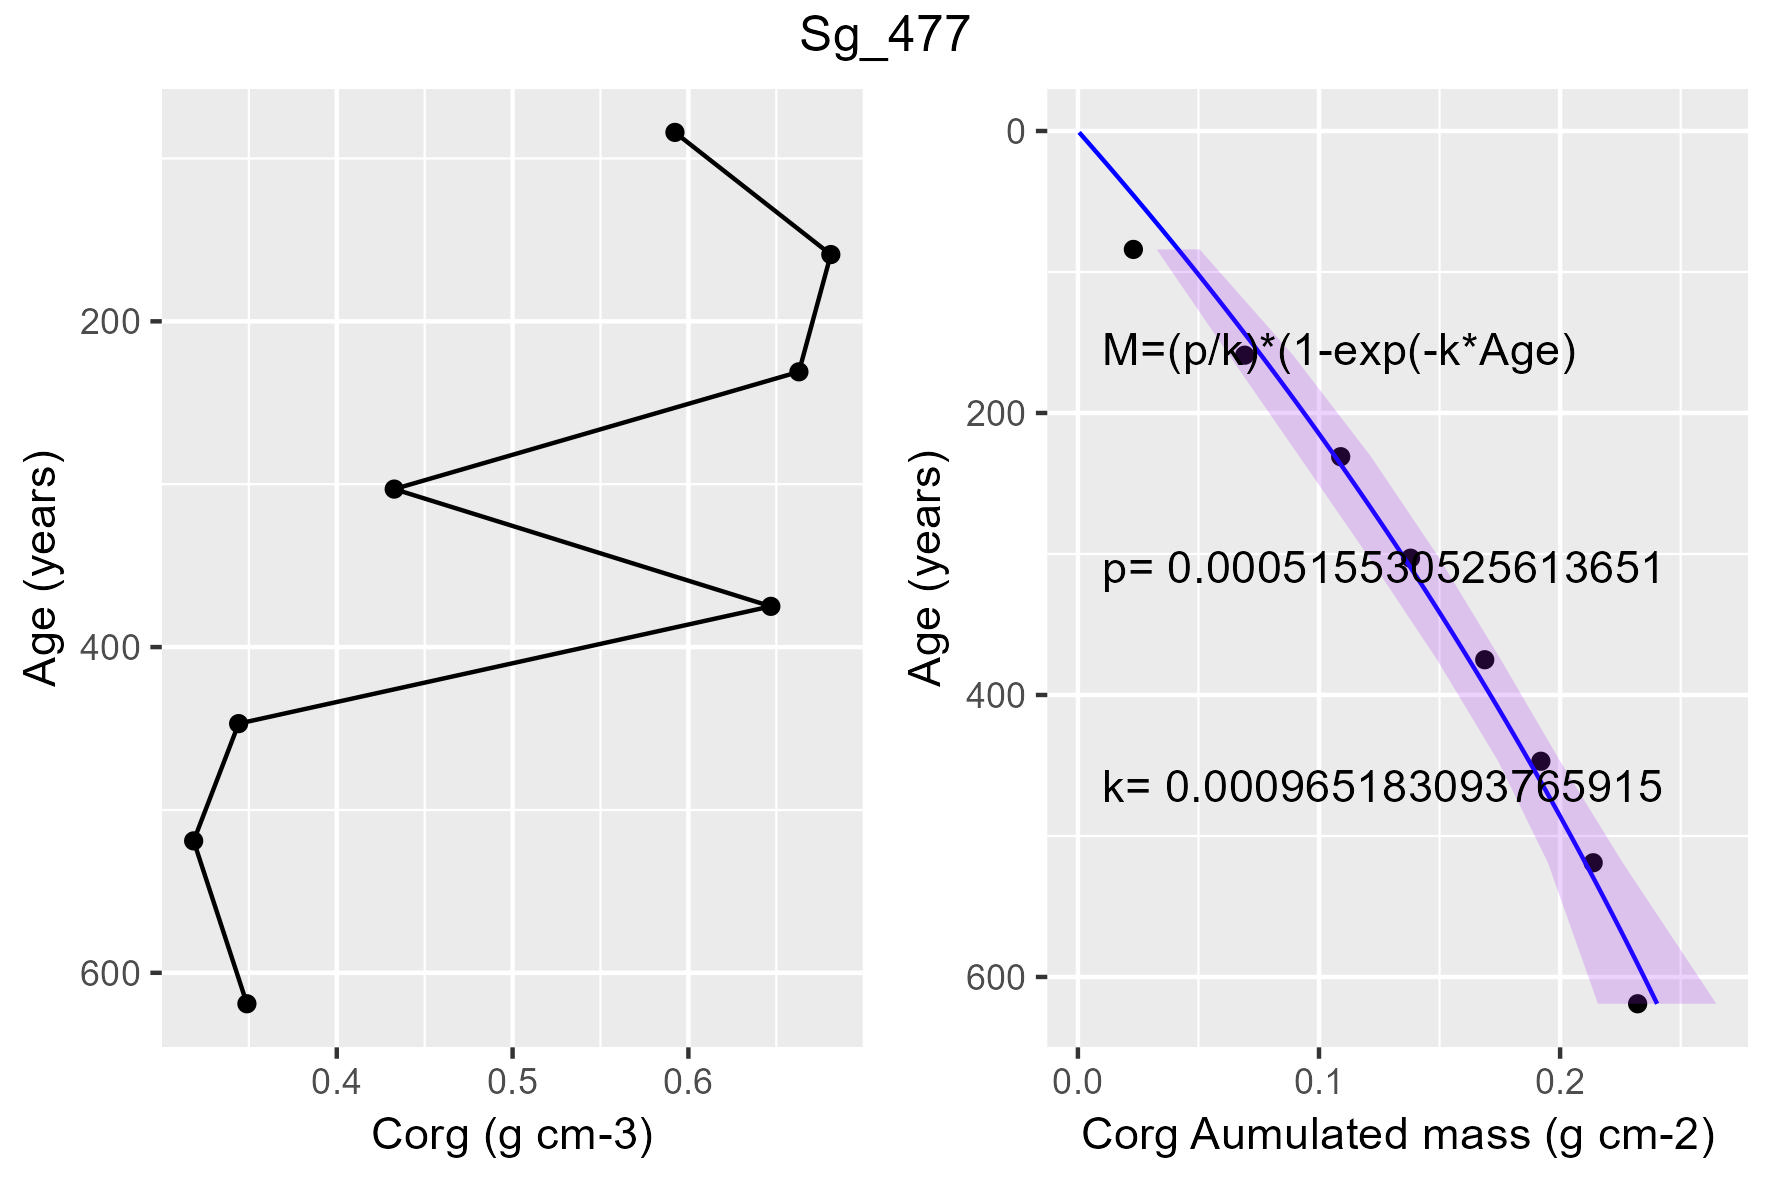 Sg_477
200
400
600
0.4
0.5
0.6
Age (years)
Corg (g cm-3)
0
200
400
600
0.0
0.1
0.2
Age (years)
Corg Aumulated mass (g cm-2)
M=(p/k)*(1-exp(-k*Age)
p= 0.000515530525613651
k= 0.000965183093765915